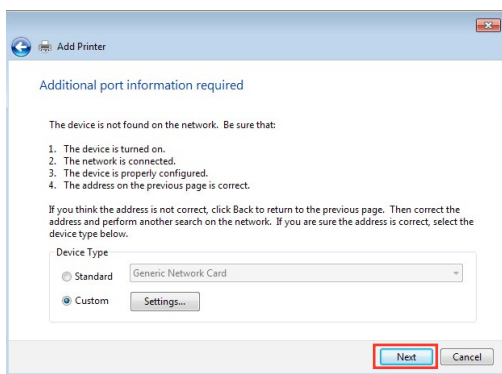 Add Printer
Additional port information required
The device is not found on the network. Be sure that:
1. The device is turned on.
2. The network is connected.
3. The device is properly configured.
4. The address on the previous page is correct.
If you think the address is not correct, click Back to return to the previous page. Then correct the
address and perform another search on the network. If you are sure the address is correct, select the
device type below.
Device Type
Standard Generic Network Card
Custom Settings...
Next Cancel